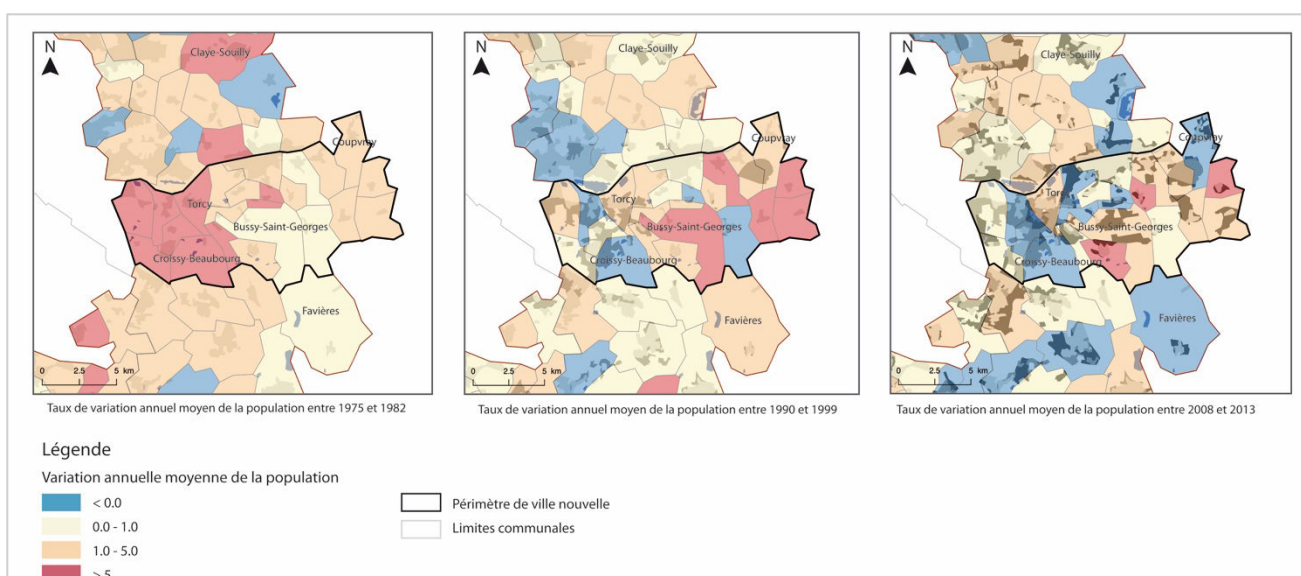 N
Claye-Souilly
Coupvray
Torcy
Bussy-Saint-Georges
Croissy-Beaubourg
Favières
0 2.5 5 km
Taux de variation annuel moyen de la population entre 1975 et 1982
N
Claye-Souilly
Coupvray
Torcy
Bussy-Saint-Georges
Croissy-Beaubourg
Favières
0 2.5 5 km
Taux de variation annuel moyen de la population entre 1990 et 1999
N
Claye-Souilly
Coupvray
Torcy
Bussy-Saint-Georges
Croissy-Beaubourg
Favières
0 2.5 5 km
Taux de variation annuel moyen de la population entre 2008 et 2013
Légende
Variation annuelle moyenne de la population
< 0.0
0.0 - 1.0
1.0 - 5.0
> 5
Périmètre de ville nouvelle
Limites communales